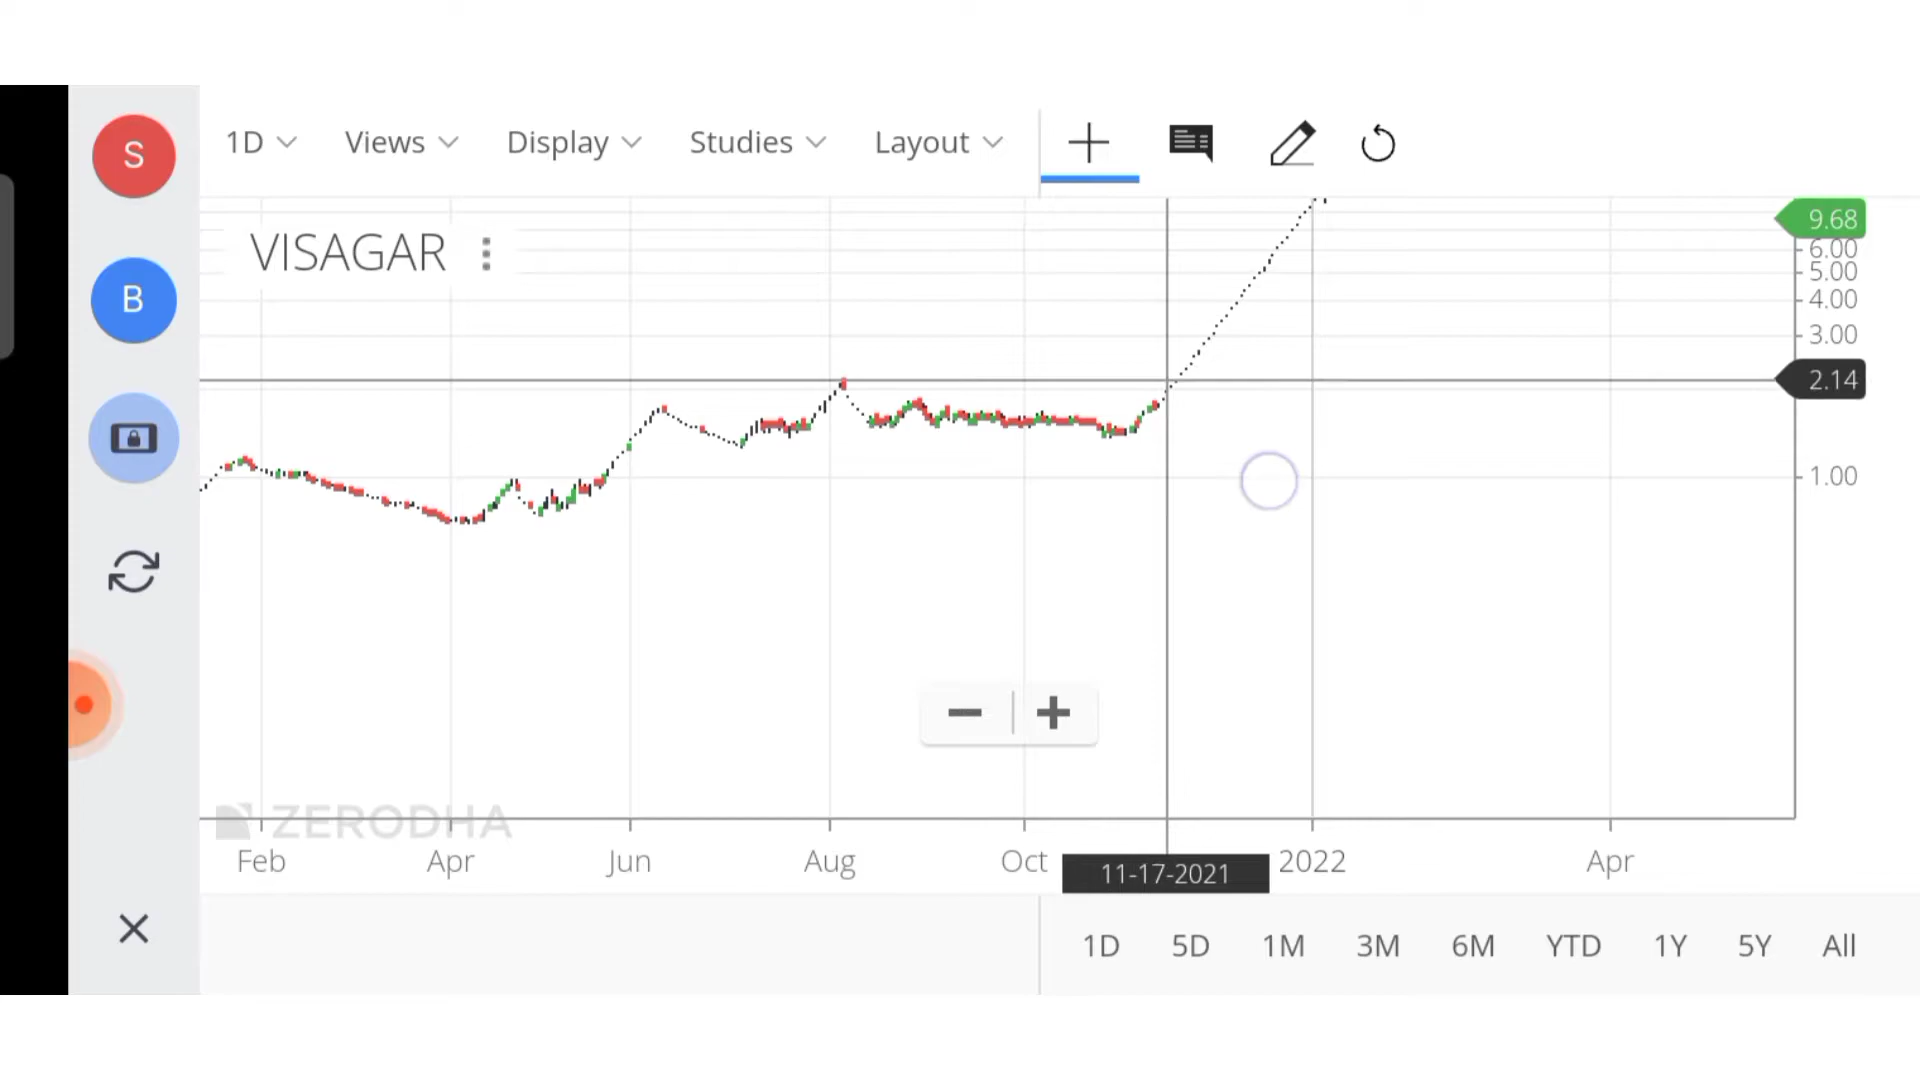 S
B
1D
Views
Display
Studies
Layout
VISAGAR
9.68
6.00
5.00
4.00
3.00
2.14
1.00
ZERODHA
Feb
Apr
Jun
Aug
Oct
11-17-2021
2022
Apr
1D
5D
1M
3M
6M
YTD
1Y
5Y
All